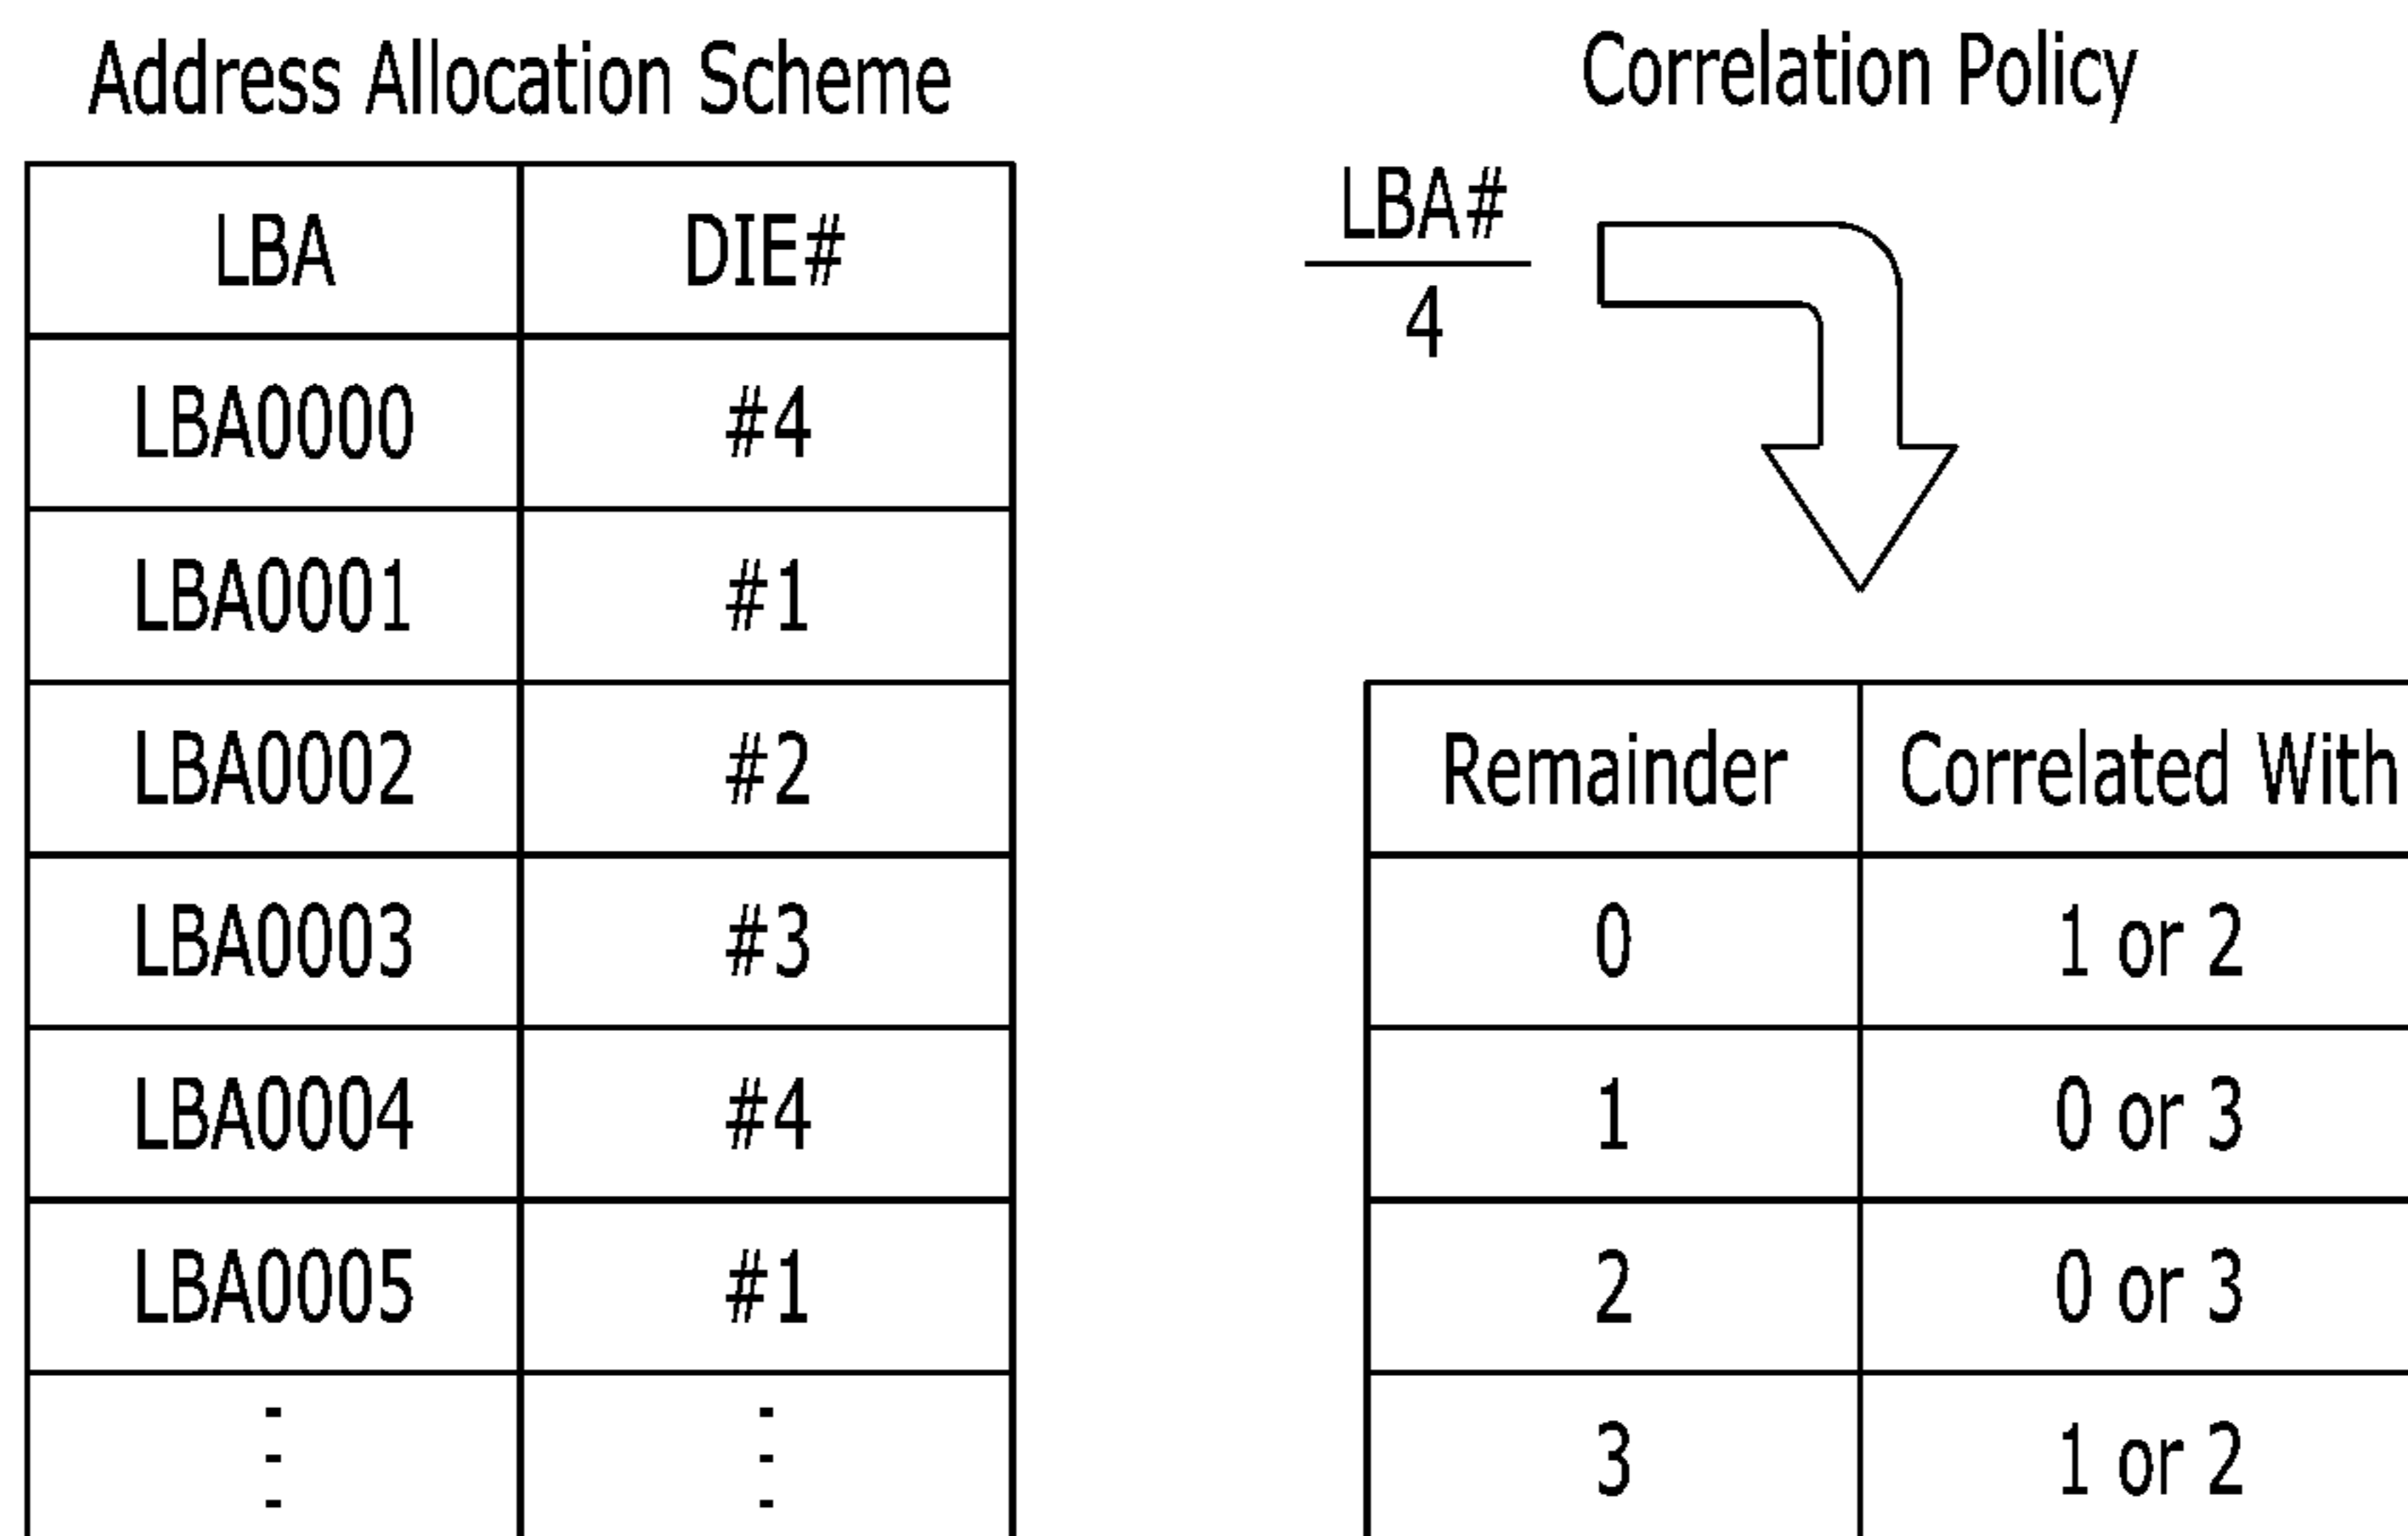 Address Allocation Scheme
LBA DIE#
LBA0000 #4
LBA0001 #1
LBA0002 #2
LBA0003 #3
LBA0004 #4
LBA0005 #1
Correlation Policy
LBA#
4
Remainder Correlated With
0 1 or 2
1 0 or 3
2 0 or 3
3 1 or 2